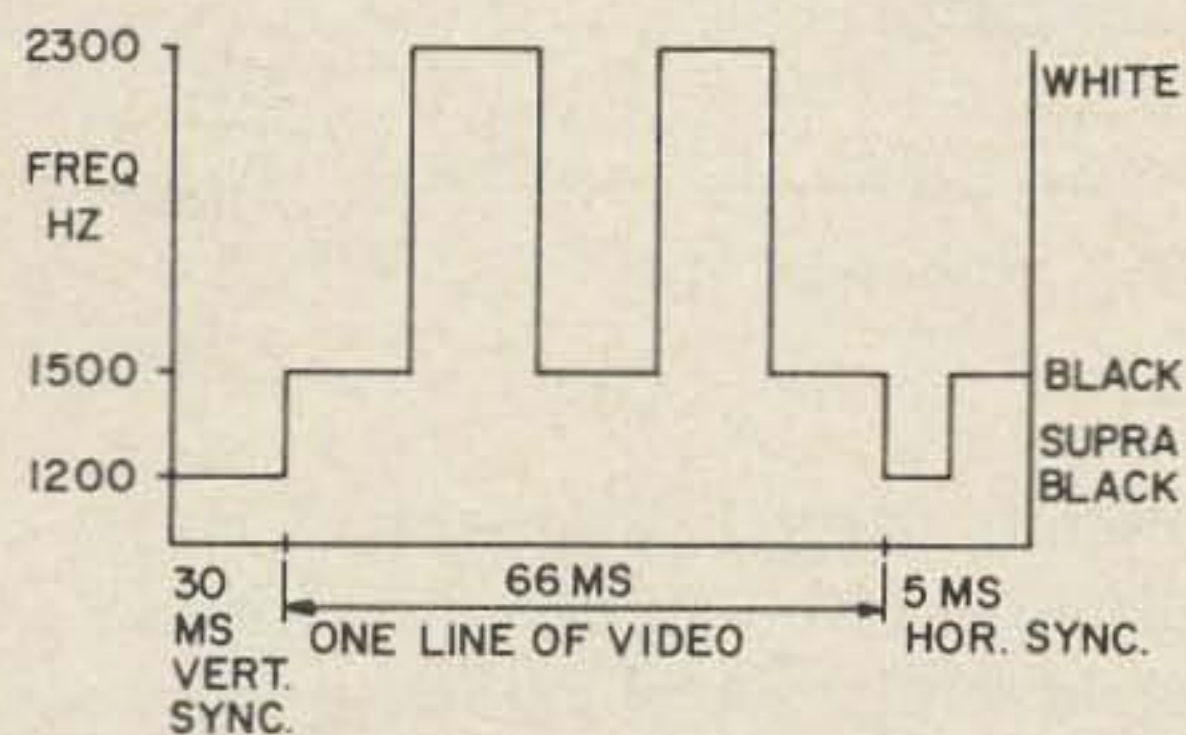 2300
FREQ
HZ
1500
1200
WHITE
BLACK
SUPRA
BLACK
30
MS
VERT.
SYNC.
66 MS
ONE LINE OF VIDEO
5 MS
HOR. SYNC.